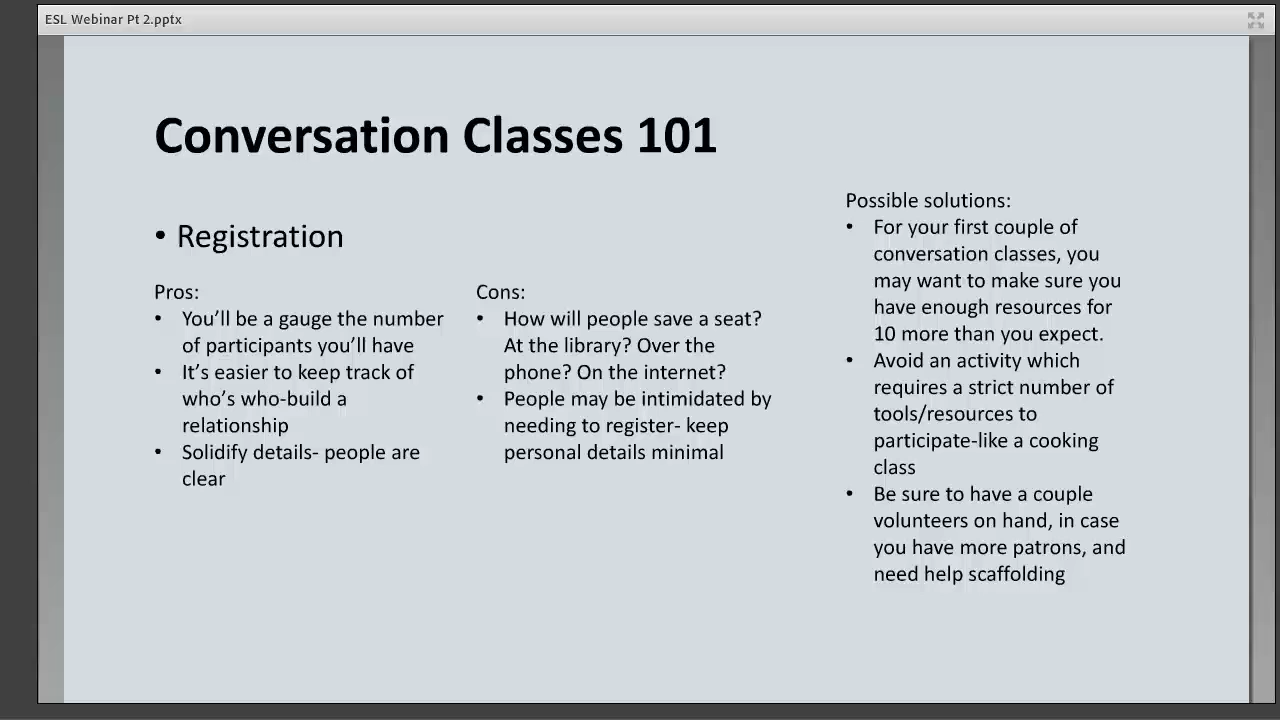 ESL Webinar Pt 2.pptx
Conversation Classes 101
• Registration
Pros:
• You’ll be a gauge the number
of participants you’ll have
• It’s easier to keep track of
who’s who-build a
relationship
• Solidify details- people are
clear
Cons:
• How will people save a seat?
At the library? Over the
phone? On the internet?
• People may be intimidated by
needing to register- keep
personal details minimal
Possible solutions:
• For your first couple of
conversation classes, you
may want to make sure you
have enough resources for
10 more than you expect.
• Avoid an activity which
requires a strict number of
tools/resources to
participate-like a cooking
class
• Be sure to have a couple
volunteers on hand, in case
you have more patrons, and
need help scaffolding